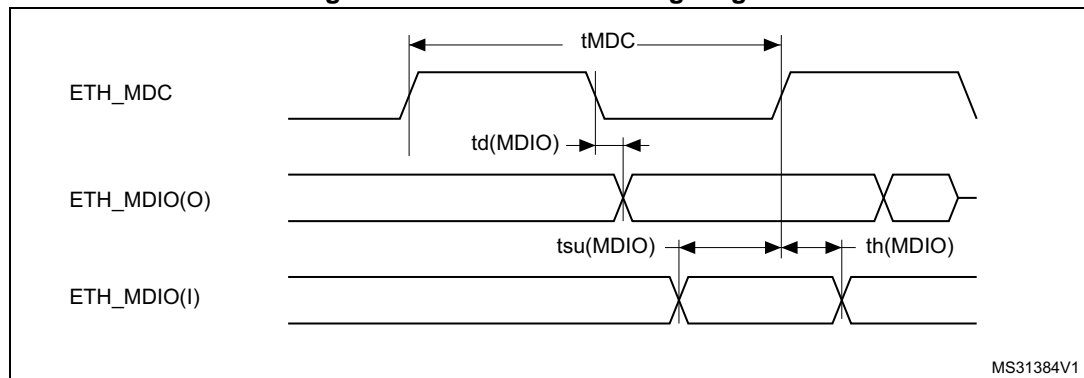 tMDC
ETH_MDC
td(MDIO)
ETH_MDIO(O)
tsu(MDIO) th(MDIO)
ETH_MDIO(I)
MS31384V1